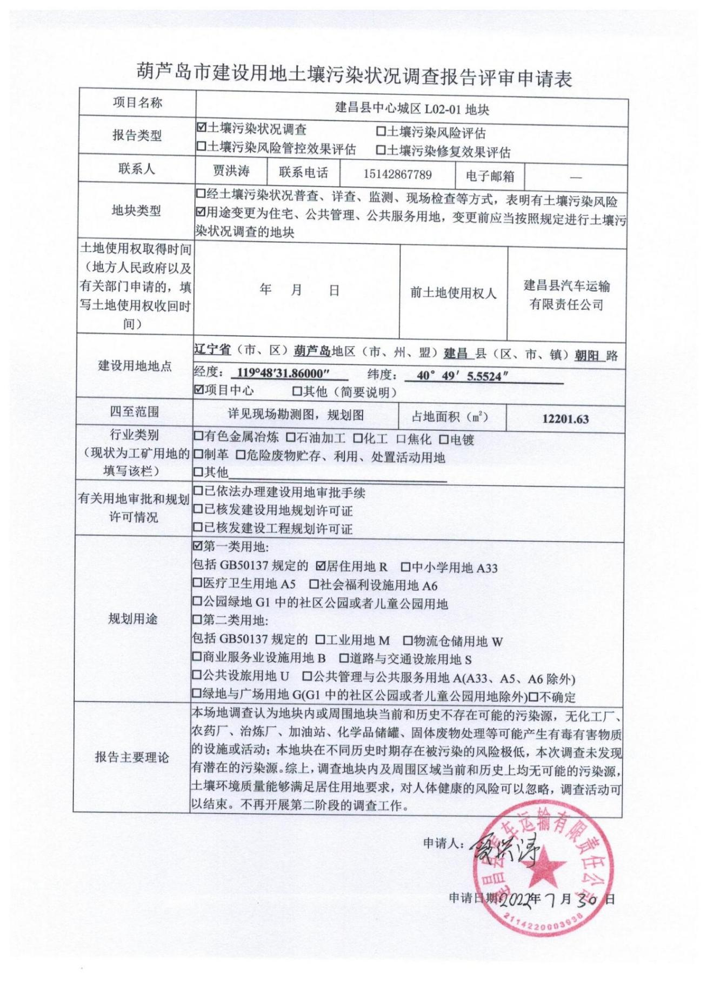 葫芦岛市建设用地土壤污染状况调查报告评审申请表
项目名称
建昌县中心城区 L02-01 地块
报告类型
☑土壤污染状况调查 □土壤污染风险评估
□土壤污染风险管控效果评估 □土壤污染修复效果评估
联系人 贾洪涛 联系电话 15142867789 电子邮箱 —
地块类型
□经土壤污染状况普查、详查、监测、现场检查等方式，表明有土壤污染风险
☑用途变更为住宅、公共管理、公共服务用地，变更前应当按照规定进行土壤污
染状况调查的地块
土地使用权取得时间
（地方人民政府以及
有关部门申请的，填
写土地使用权收回时
间）
年 月 日
前土地使用权人
建昌县汽车运输
有限责任公司
建设用地地点
辽宁省（市、区）葫芦岛地区（市、州、盟）建昌 县（区、市、镇）朝阳 路
经度： 119°48′31.86000″ 纬度： 40° 49′ 5.5524″
☑项目中心 □其他（简要说明）
四至范围 详见现场勘测图，规划图 占地面积（㎡） 12201.63
行业类别
（现状为工矿用地的
填写该栏）
□有色金属冶炼 □石油加工 □化工 口焦化 □电镀
□制革 □危险废物贮存、利用、处置活动用地
□其他
有关用地审批和规划
许可情况
□已依法办理建设用地审批手续
□已核发建设用地规划许可证
□已核发建设工程规划许可证
规划用途
☑第一类用地:
包括 GB50137 规定的 ☑居住用地 R □中小学用地 A33
□医疗卫生用地 A5 □社会福利设施用地 A6
□公园绿地 G1 中的社区公园或者儿童公园用地
□第二类用地:
包括 GB50137 规定的 □工业用地 M □物流仓储用地 W
□商业服务业设施用地 B □道路与交通设旅用地 S
□公共设旅用地 U □公共管理与公共服务用地 A(A33、A5、A6 除外)
□绿地与广场用地 G(G1 中的社区公园或者儿童公园用地除外)□不确定
报告主要理论
本场地调查认为地块内或周围地块当前和历史不存在可能的污染源，无化工厂、
农药厂、冶炼厂、加油站、化学品储罐、固体废物处理等可能产生有毒有害物质
的设施或活动；本地块在不同历史时期存在被污染的风险极低，本次调查未发现
有潜在的污染源。综上，调查地块内及周围区域当前和历史上均无可能的污染源，
土壤环境质量能够满足居住用地要求，对人体健康的风险可以忽略，调查活动可
以结束。不再开展第二阶段的调查工作。
申请人：贾洪涛
申请日期:2022年7月30日
建昌县汽车运输有限责任公司
2114220003938